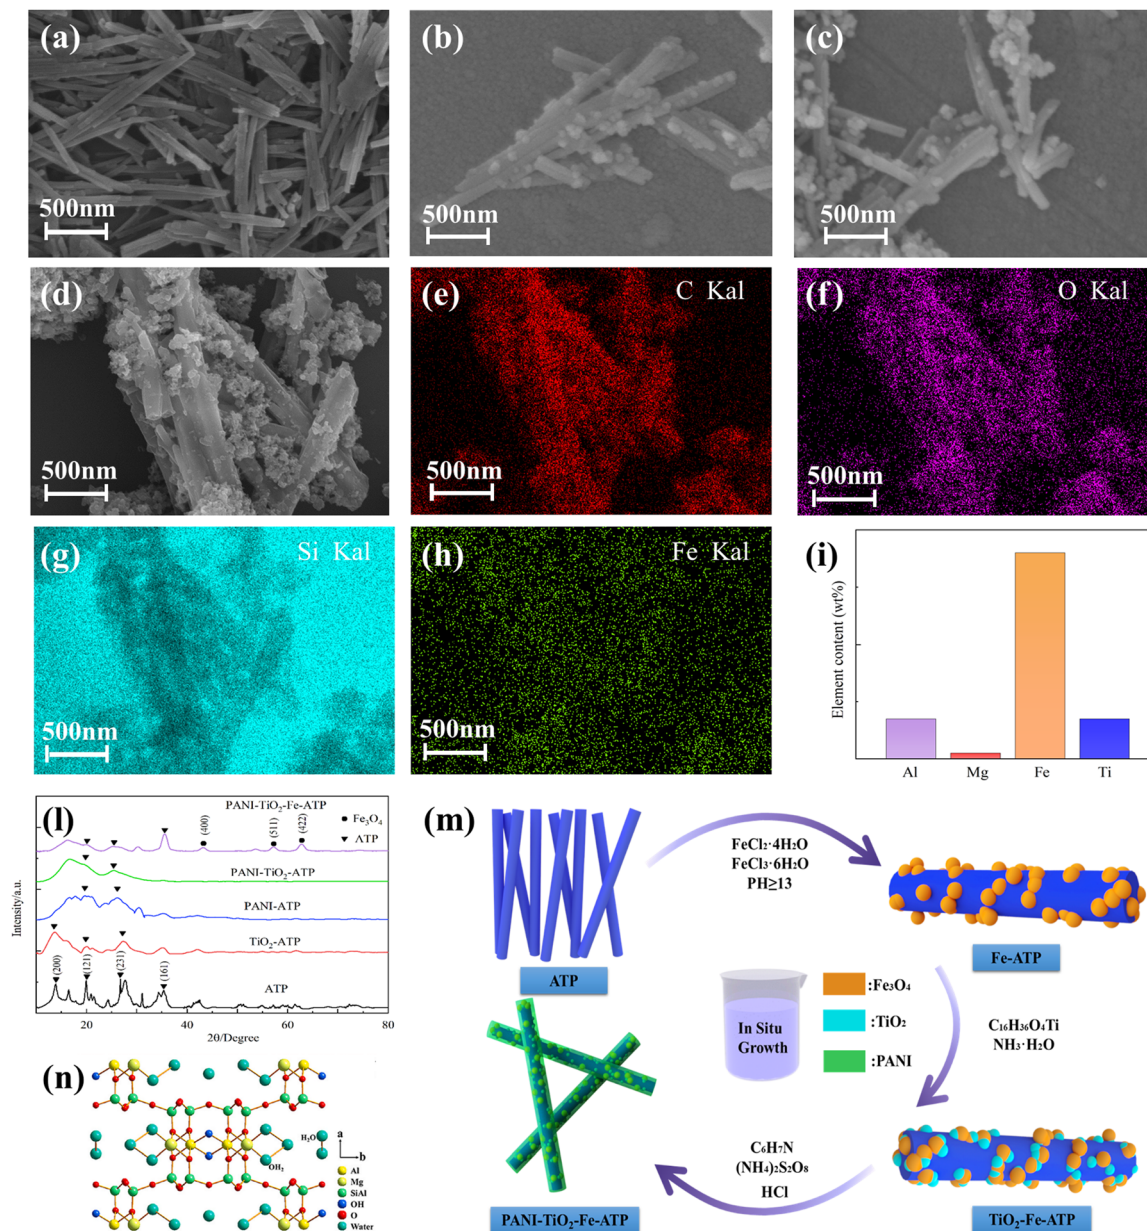 (a)
500nm
(b)
500nm
(c)
500nm
(d)
500nm
(e)
C Kal
500nm
(f)
O Kal
500nm
(g)
Si Kal
500nm
(h)
Fe Kal
500nm
(i)
Element content (wt%)
Al
Mg
Fe
Ti
(l)
PANI-TiO₂-Fe-ATP
Fe₃O₄
ATP
(400)
(511)
(422)
PANI-TiO₂-ATP
PANI-ATP
TiO₂-ATP
(200)
(121)
(231)
(161)
ATP
Intensity/a.u.
20
40
60
80
2θ/Degree
(m)
ATP
FeCl₂·4H₂O
FeCl₃·6H₂O
PH≥13
Fe-ATP
In Situ
Growth
:Fe₃O₄
:TiO₂
:PANI
C₁₆H₃₆O₄Ti
NH₃·H₂O
TiO₂-Fe-ATP
C₆H₇N
(NH₄)₂S₂O₈
HCl
PANI-TiO₂-Fe-ATP
(n)
H₂O
OH₂
a
b
Al
Mg
SiAl
OH
O
Water